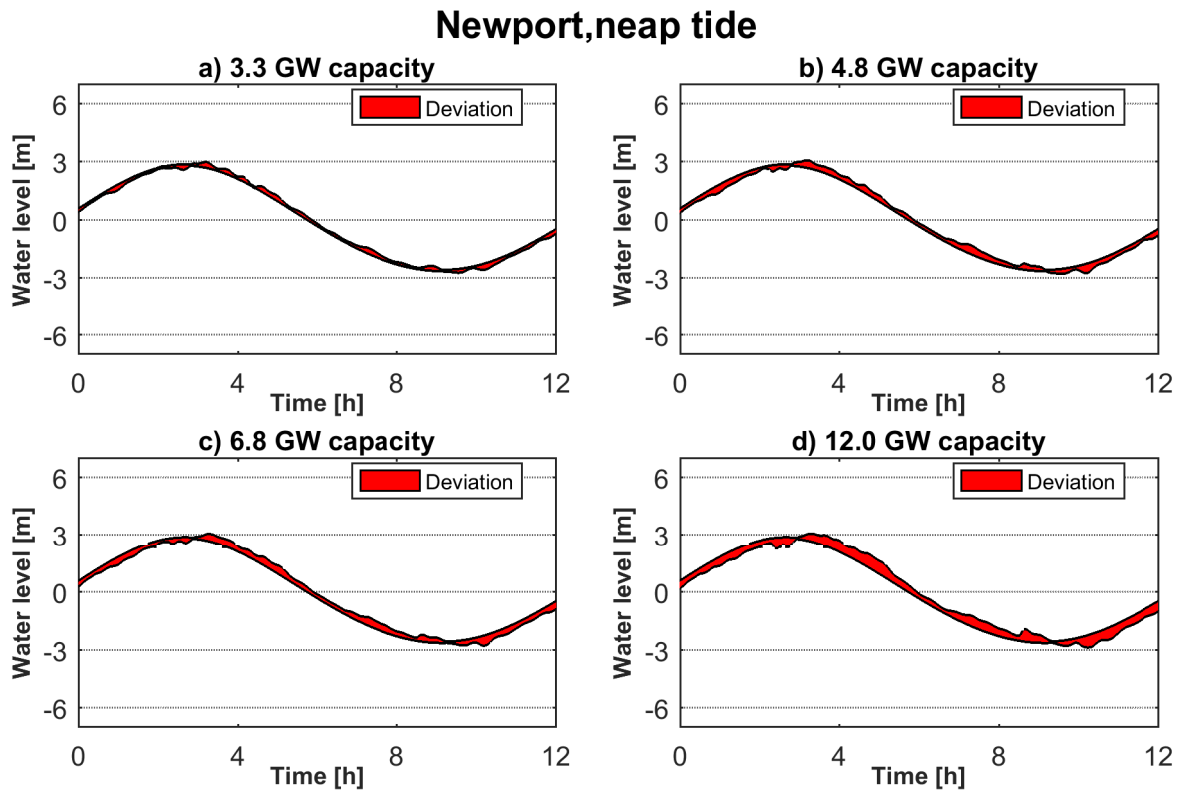 Newport,neap tide
a) 3.3 GW capacity
Deviation
6
3
0
-3
-6
Water level [m]
0 4 8 12
Time [h]
b) 4.8 GW capacity
Deviation
6
3
0
-3
-6
Water level [m]
0 4 8 12
Time [h]
c) 6.8 GW capacity
Deviation
6
3
0
-3
-6
Water level [m]
0 4 8 12
Time [h]
d) 12.0 GW capacity
Deviation
6
3
0
-3
-6
Water level [m]
0 4 8 12
Time [h]